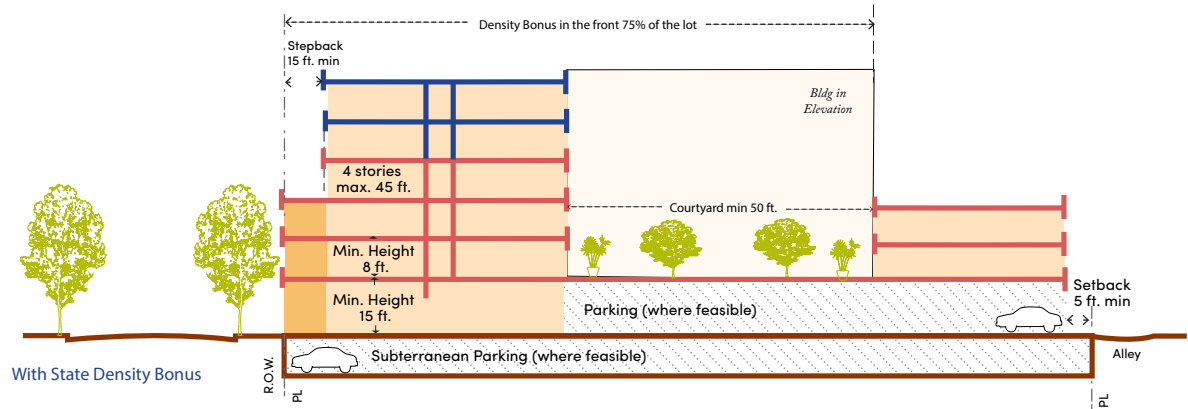 Density Bonus in the front 75% of the lot
Stepback
15 ft. min
Bldg in
Elevation
4 stories
max. 45 ft.
Courtyard min 50 ft.
Min. Height
8 ft.
Min. Height
15 ft.
Parking (where feasible)
Setback
5 ft. min
Subterranean Parking (where feasible)
Alley
With State Density Bonus
R.O.W.
PL
PL